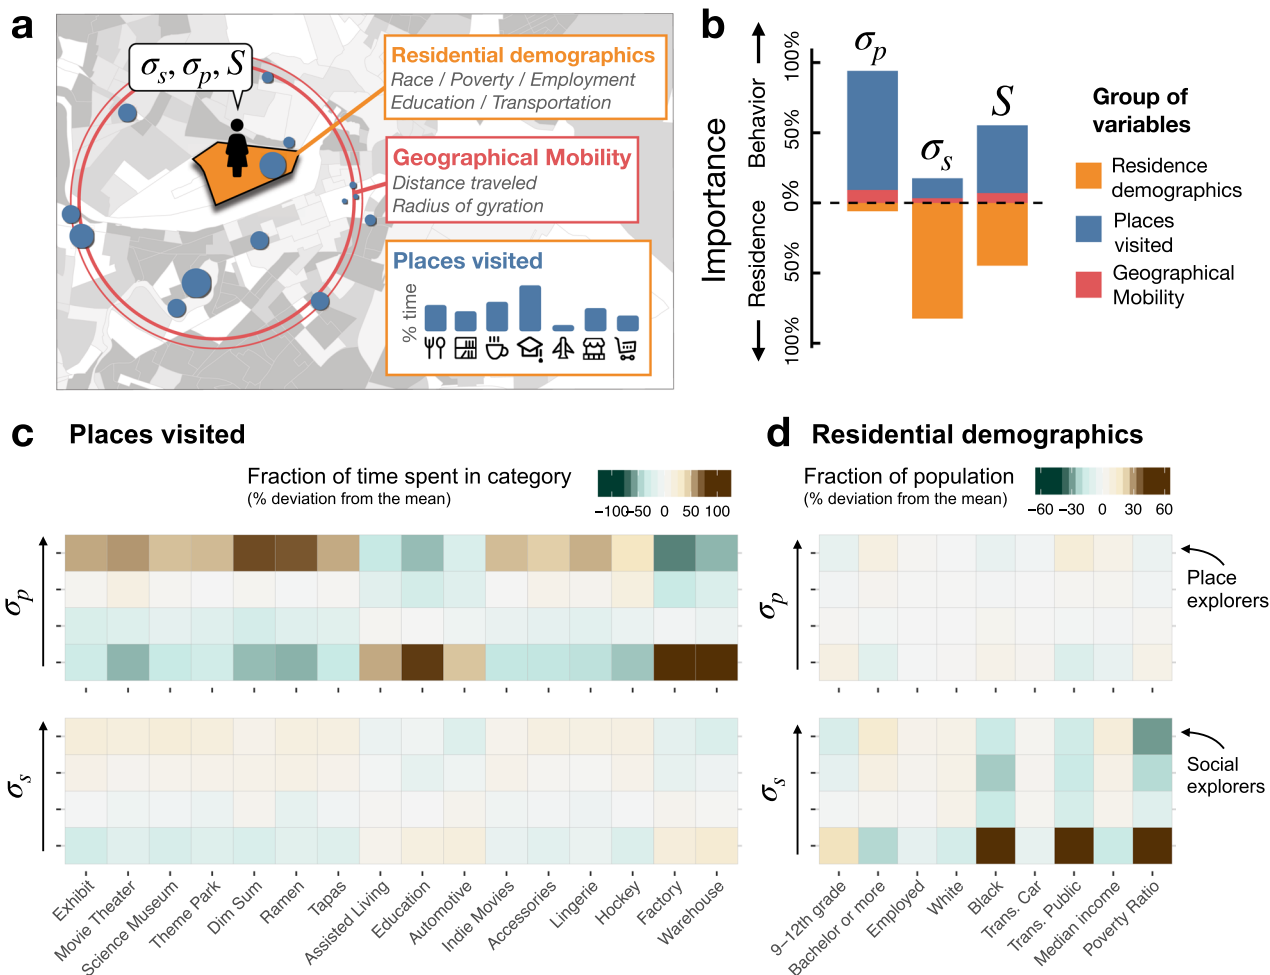 a
σs, σp, S
Residential demographics
Race / Poverty / Employment
Education / Transportation
Geographical Mobility
Distance traveled
Radius of gyration
Places visited
% time
b
Importance
Residence
Behavior
100%
50%
0%
50%
100%
σp
σs
S
Group of
variables
Residence
demographics
Places
visited
Geographical
Mobility
c Places visited
Fraction of time spent in category
(% deviation from the mean)
−100 −50 0 50 100
σp
σs
Exhibit
Movie Theater
Science Museum
Theme Park
Dim Sum
Ramen
Tapas
Assisted Living
Education
Automotive
Indie Movies
Accessories
Lingerie
Hockey
Factory
Warehouse
d Residential demographics
Fraction of population
(% deviation from the mean)
−60 −30 0 30 60
σp
Place
explorers
σs
Social
explorers
9−12th grade
Bachelor or more
Employed
White
Black
Trans. Car
Trans. Public
Median income
Poverty Ratio